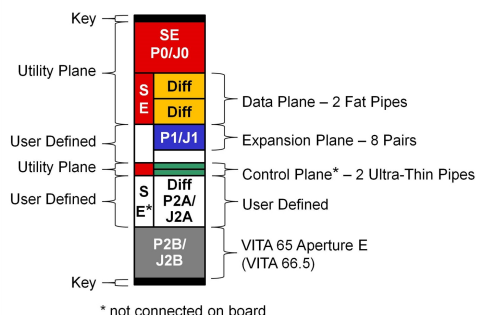 Key
SE
P0/J0
Utility Plane
S
E
Diff
Diff
Data Plane – 2 Fat Pipes
User Defined
P1/J1
Expansion Plane – 8 Pairs
Utility Plane
Control Plane* – 2 Ultra-Thin Pipes
User Defined
S
E*
Diff
P2A/
J2A
User Defined
P2B/
J2B
VITA 65 Aperture E
(VITA 66.5)
Key
* not connected on board